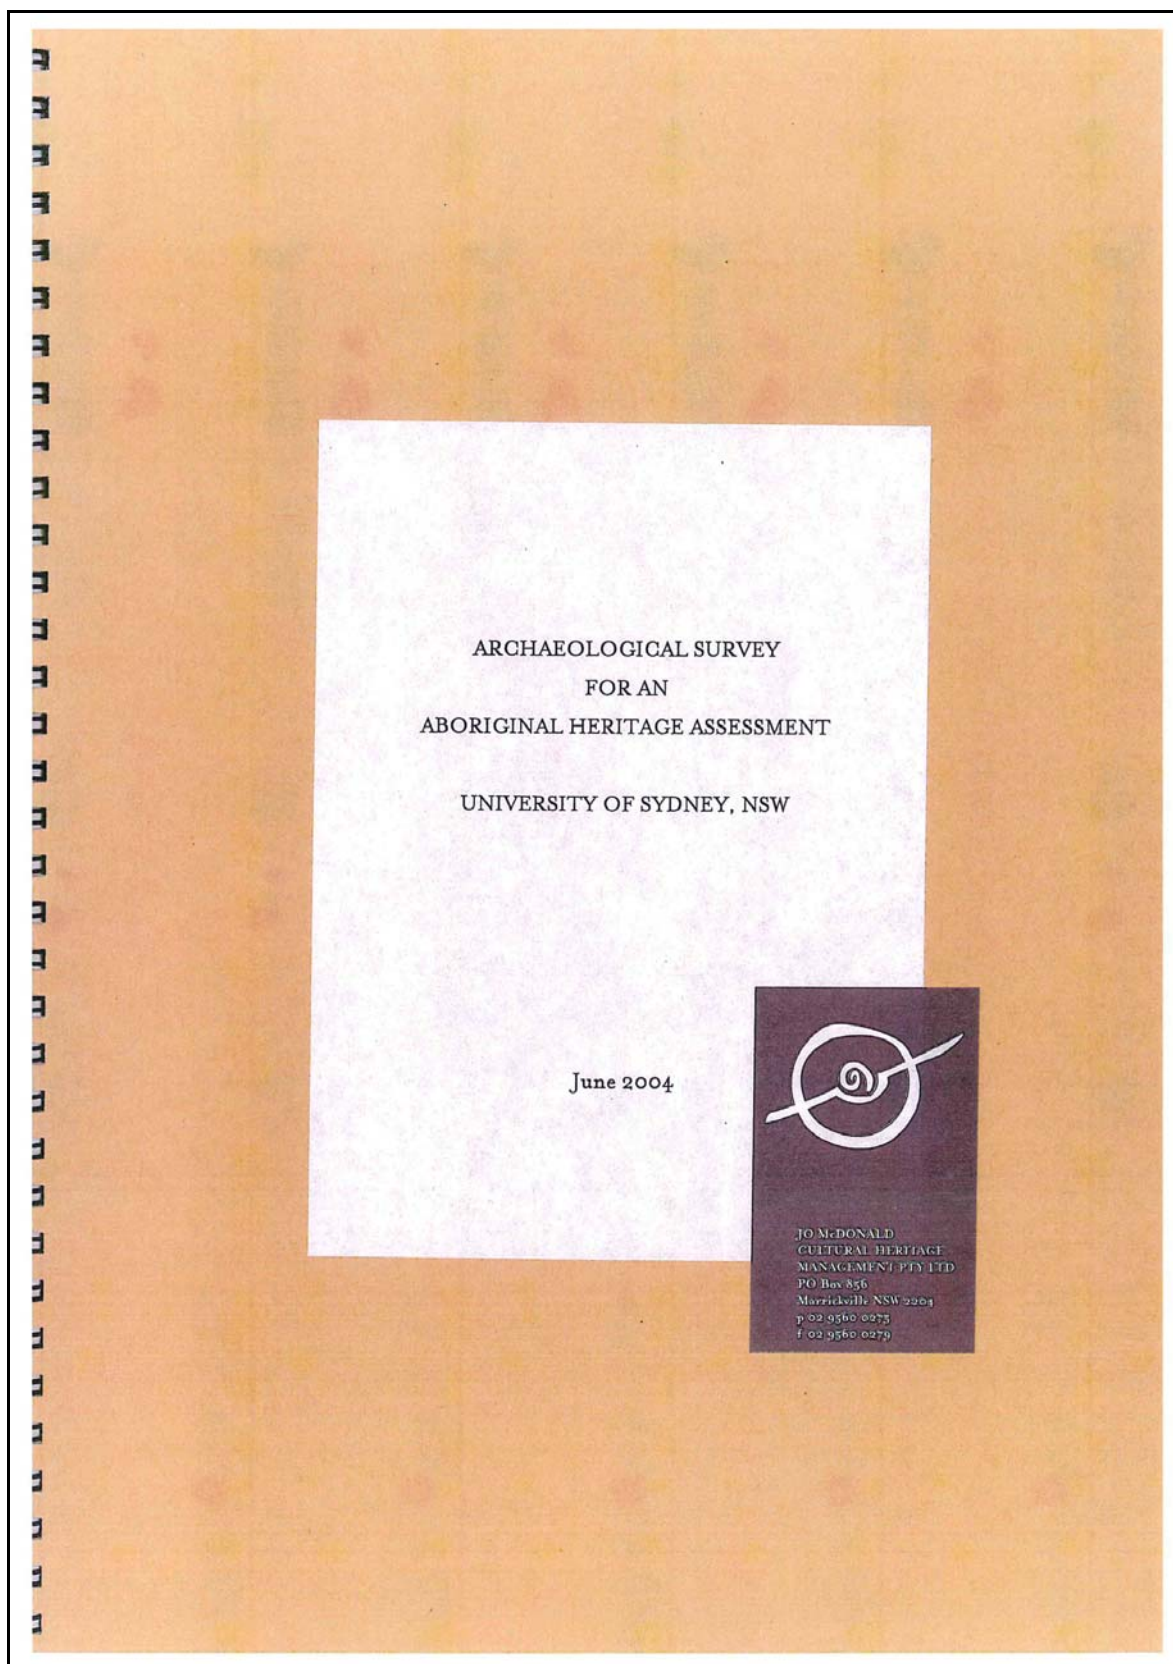 ARCHAEOLOGICAL SURVEY
FOR AN
ABORIGINAL HERITAGE ASSESSMENT
UNIVERSITY OF SYDNEY, NSW
June 2004
JO McDONALD
CULTURAL HERITAGE
MANAGEMENT PTY LTD
PO Box 856
Marrickville NSW 2204
p 02 9560 0275
f 02 9560 0279